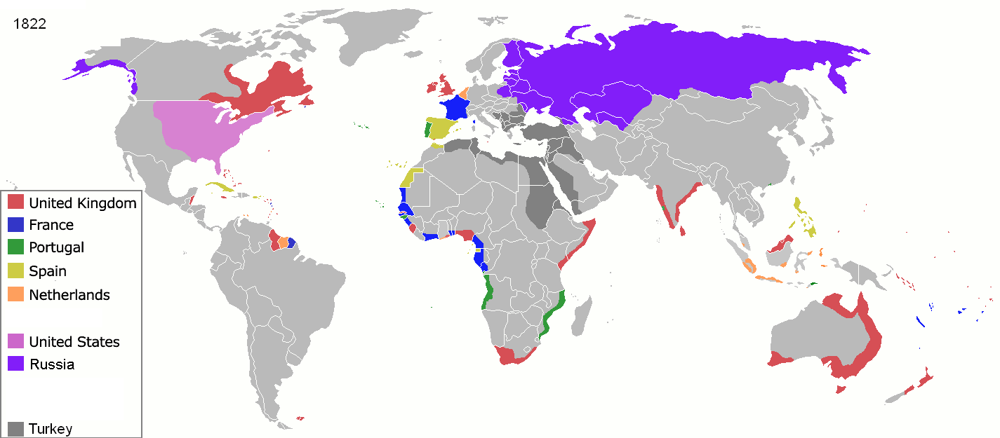 1822
United Kingdom
France
Portugal
Spain
Netherlands
United States
Russia
Turkey